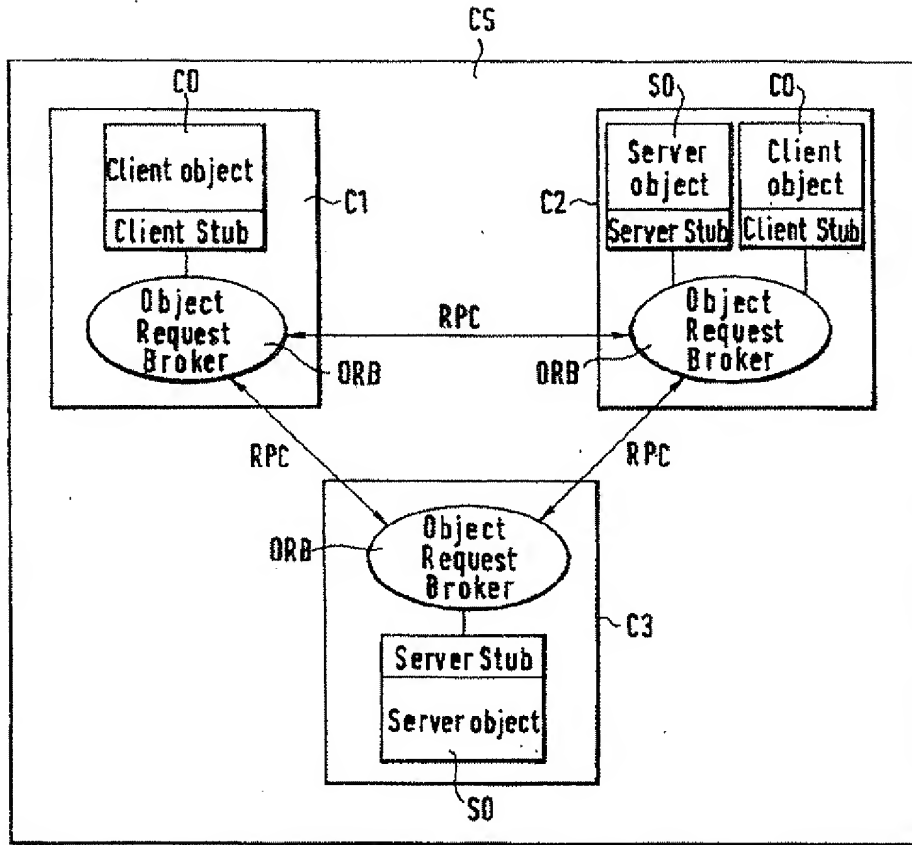 CS
CO
Client object
Client Stub
Object
Request
Broker
ORB
C1
SO
CO
Server
object
Server Stub
Client
object
Client Stub
C2
Object
Request
Broker
ORB
RPC
RPC
RPC
ORB
Object
Request
Broker
Server Stub
Server object
C3
SO